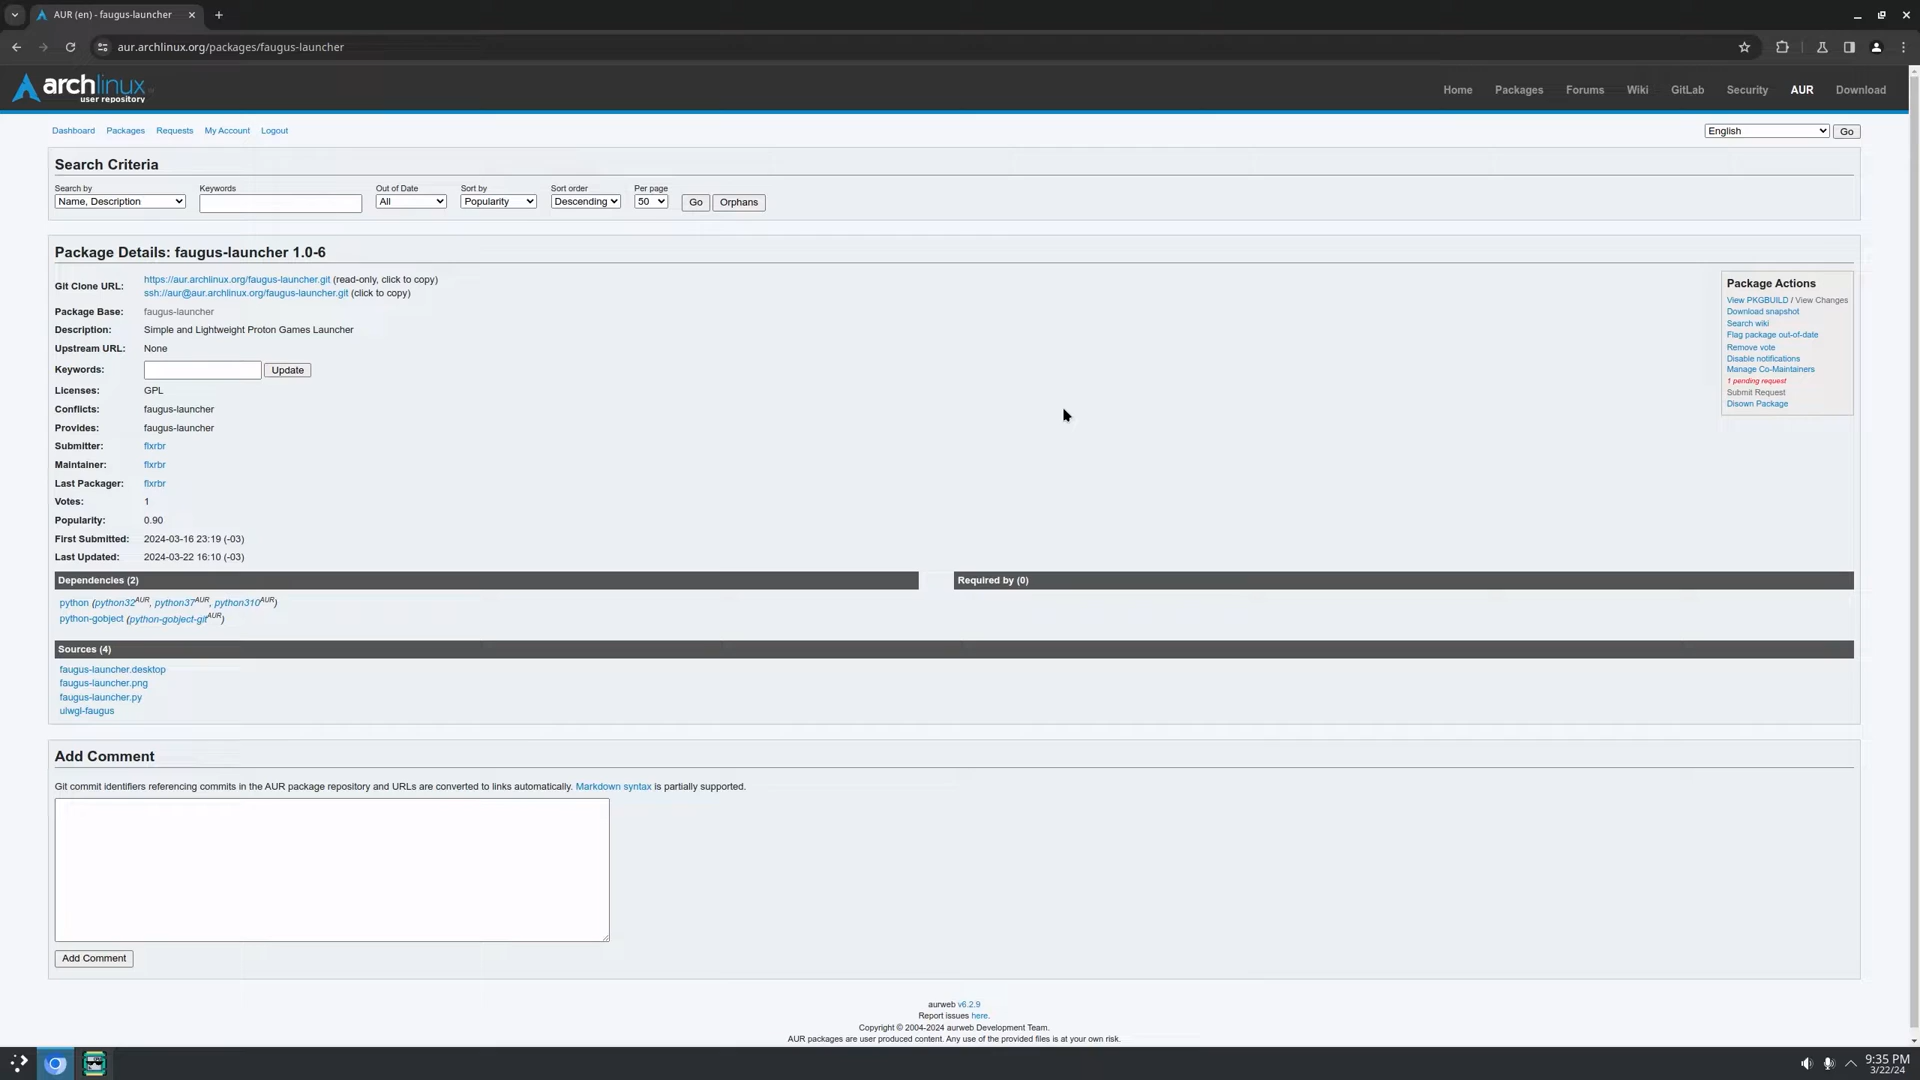 AUR (en) - faugus-launcher
aur.archlinux.org/packages/faugus-launcher
archlinux
user repository
Home Packages Forums Wiki GitLab Security AUR Download
Dashboard Packages Requests My Account Logout
English Go
Search Criteria
Search by Keywords Out of Date Sort by Sort order Per page
Name, Description All Popularity Descending 50 Go Orphans
Package Details: faugus-launcher 1.0-6
Git Clone URL:
https://aur.archlinux.org/faugus-launcher.git (read-only, click to copy)
ssh://aur@aur.archlinux.org/faugus-launcher.git (click to copy)
Package Base: faugus-launcher
Description: Simple and Lightweight Proton Games Launcher
Upstream URL: None
Keywords: Update
Licenses: GPL
Conflicts: faugus-launcher
Provides: faugus-launcher
Submitter: flxrbr
Maintainer: flxrbr
Last Packager: flxrbr
Votes: 1
Popularity: 0.90
First Submitted: 2024-03-16 23:19 (-03)
Last Updated: 2024-03-22 16:10 (-03)
Package Actions
View PKGBUILD / View Changes
Download snapshot
Search wiki
Flag package out-of-date
Remove vote
Disable notifications
Manage Co-Maintainers
1 pending request
Submit Request
Disown Package
Dependencies (2)
python (python32AUR, python37AUR, python310AUR)
python-gobject (python-gobject-gitAUR)
Required by (0)
Sources (4)
faugus-launcher.desktop
faugus-launcher.png
faugus-launcher.py
ulwgl-faugus
Add Comment
Git commit identifiers referencing commits in the AUR package repository and URLs are converted to links automatically. Markdown syntax is partially supported.
Add Comment
aurweb v6.2.9
Report issues here.
Copyright © 2004-2024 aurweb Development Team.
AUR packages are user produced content. Any use of the provided files is at your own risk.
9:35 PM
3/22/24